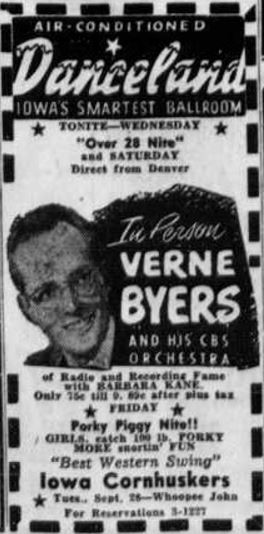 AIR-CONDITIONED
Danceland
IOWA'S SMARTEST BALLROOM
TONITE—WEDNESDAY
"Over 28 Nite"
and SATURDAY
Direct from Denver
In Person
VERNE
BYERS
AND HIS CBS
ORCHESTRA
of Radio and Recording Fame
with BARBARA KANE.
Only 75c till 9. 89c after plus tax
FRIDAY
Porky Piggy Nite!!
GIRLS, catch 100 lb. PORKY
MORE snortin' FUN
"Best Western Swing"
Iowa Cornhuskers
Tues., Sept. 28—Whoopee John
For Reservations 3-1227